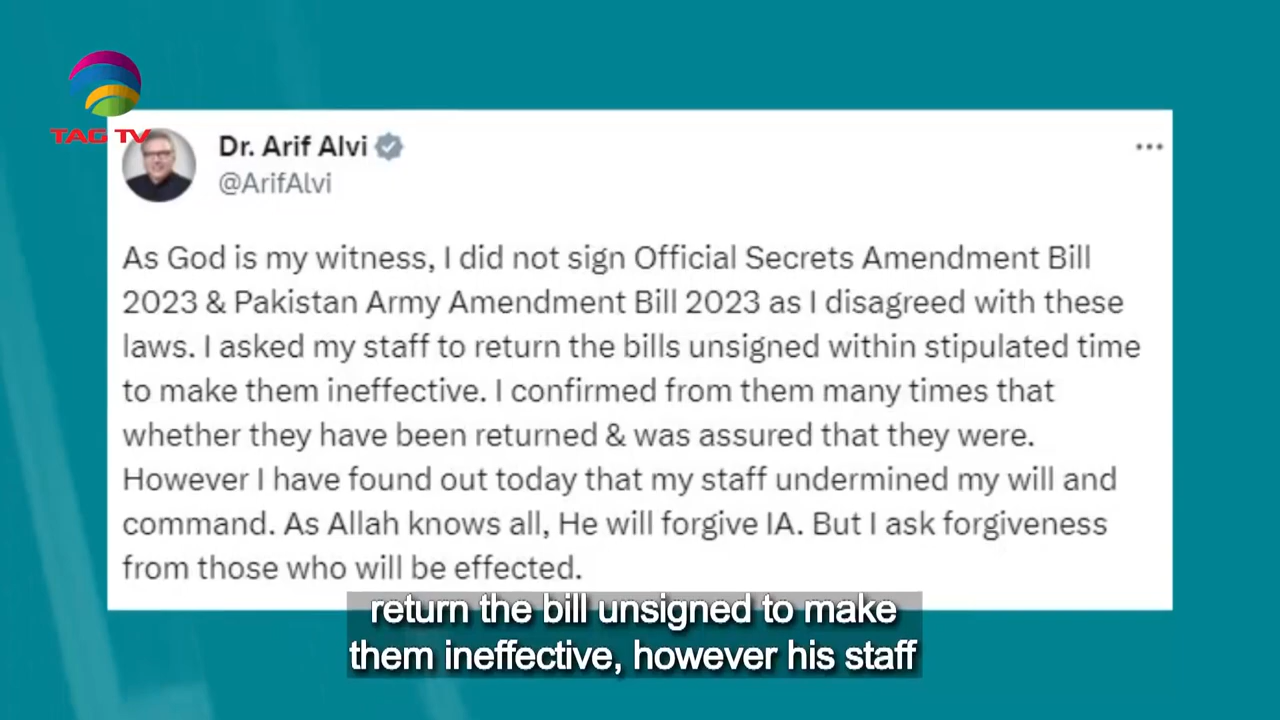 TAG TV
Dr. Arif Alvi
@ArifAlvi
As God is my witness, I did not sign Official Secrets Amendment Bill
2023 & Pakistan Army Amendment Bill 2023 as I disagreed with these
laws. I asked my staff to return the bills unsigned within stipulated time
to make them ineffective. I confirmed from them many times that
whether they have been returned & was assured that they were.
However I have found out today that my staff undermined my will and
command. As Allah knows all, He will forgive IA. But I ask forgiveness
from those who will be effected.
return the bill unsigned to make
them ineffective, however his staff